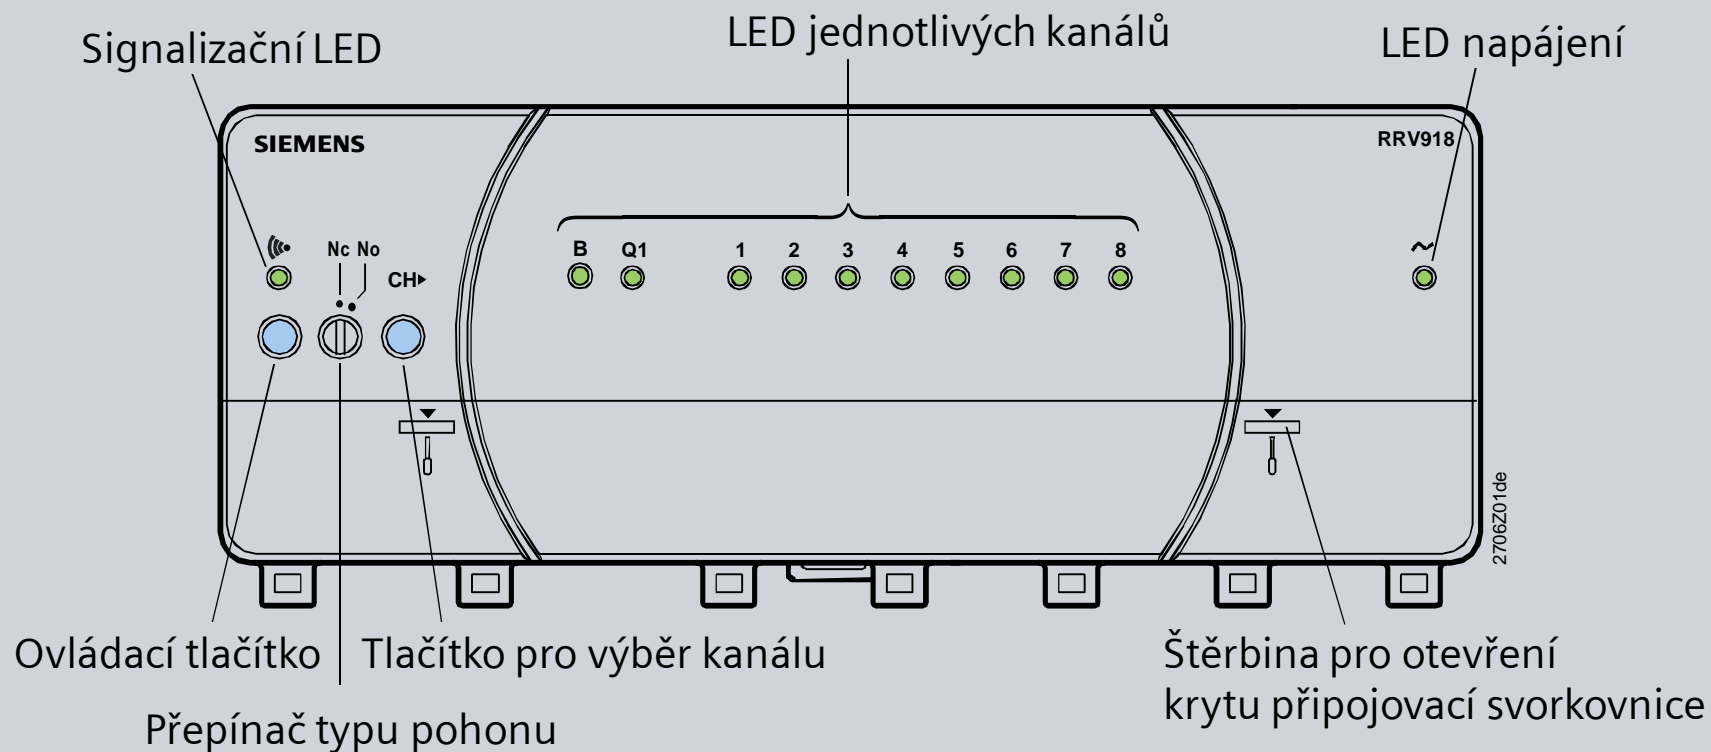 Signalizační LED
LED jednotlivých kanálů
LED napájení
SIEMENS
RRV918
Nc No
CH
B Q1 1 2 3 4 5 6 7 8
2706Z01de
Ovládací tlačítko
Tlačítko pro výběr kanálu
Přepínač typu pohonu
Štěrbina pro otevření
krytu připojovací svorkovnice